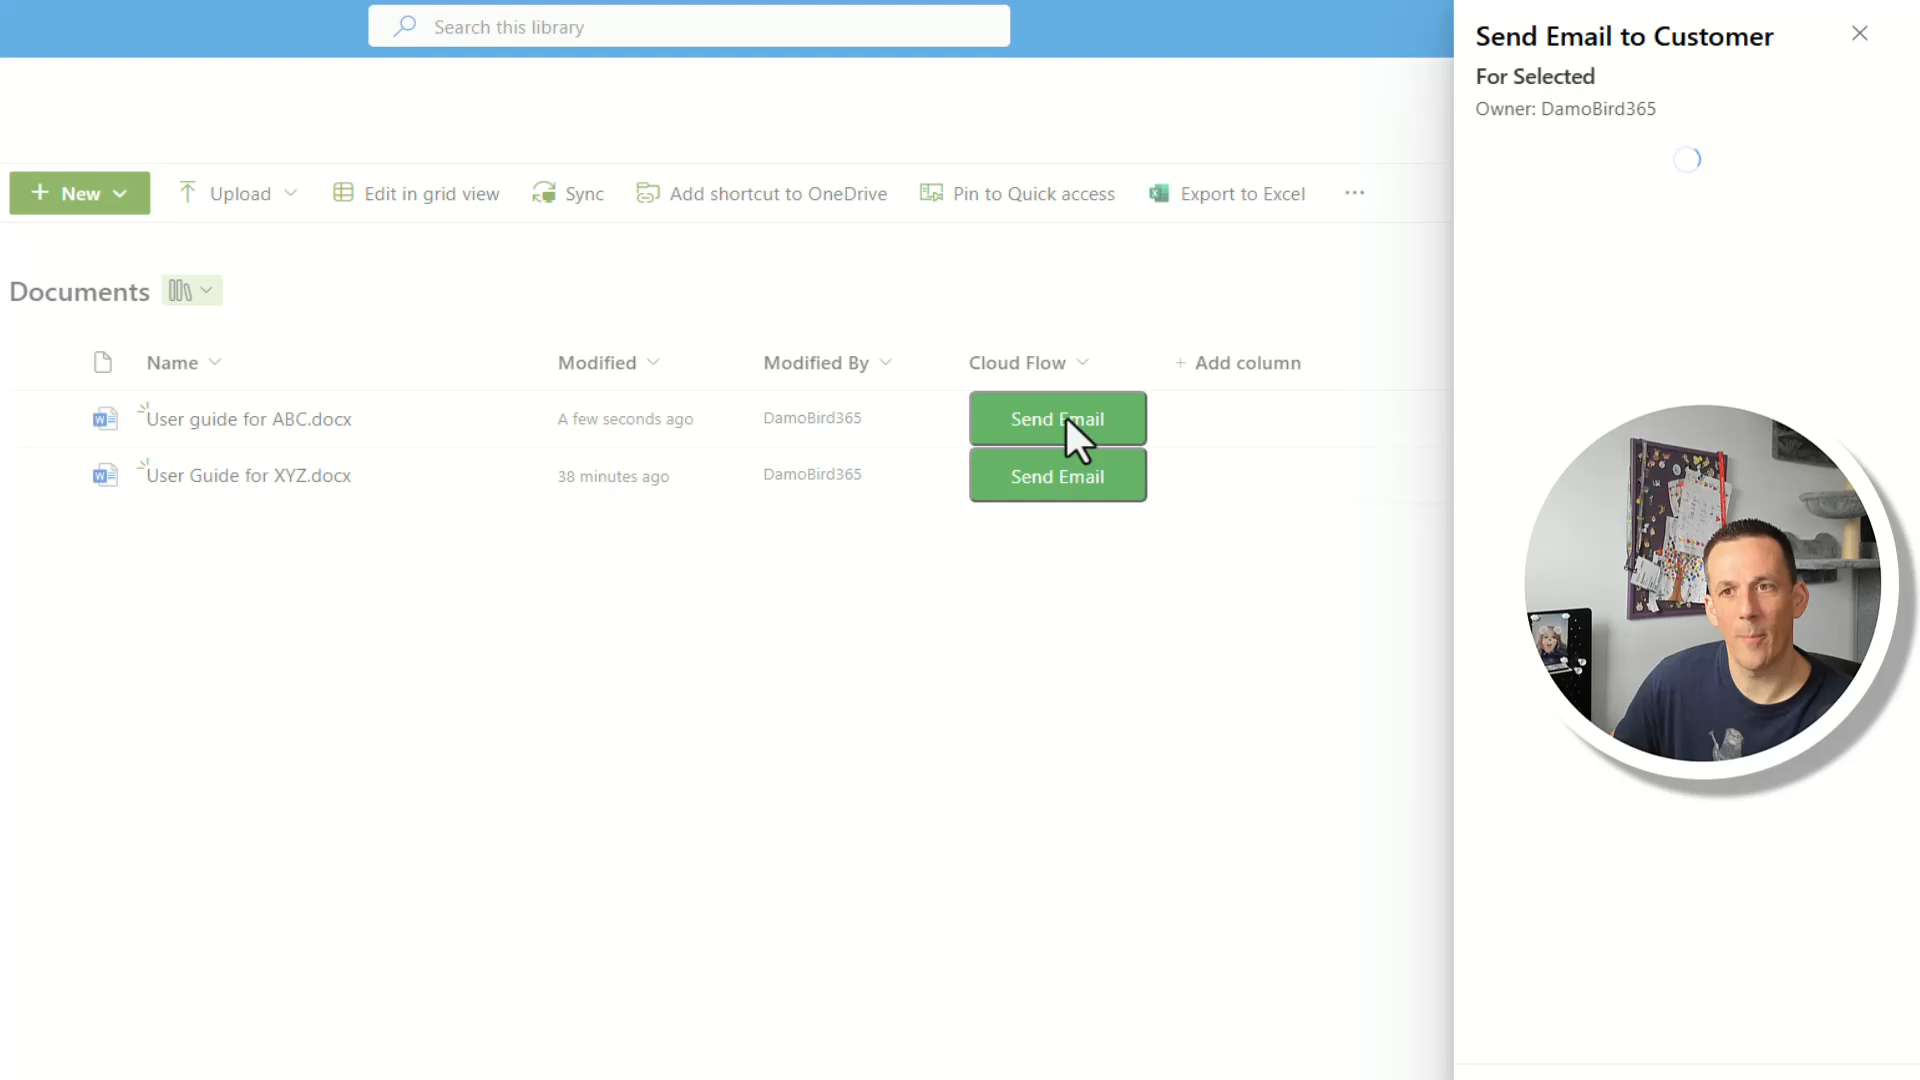 Search this library
Send Email to Customer
For Selected
Owner: DamoBird365
New
Upload
Edit in grid view
Sync
Add shortcut to OneDrive
Pin to Quick access
Export to Excel
Documents
Name
Modified
Modified By
Cloud Flow
+ Add column
User guide for ABC.docx
A few seconds ago
DamoBird365
Send Email
User Guide for XYZ.docx
38 minutes ago
DamoBird365
Send Email